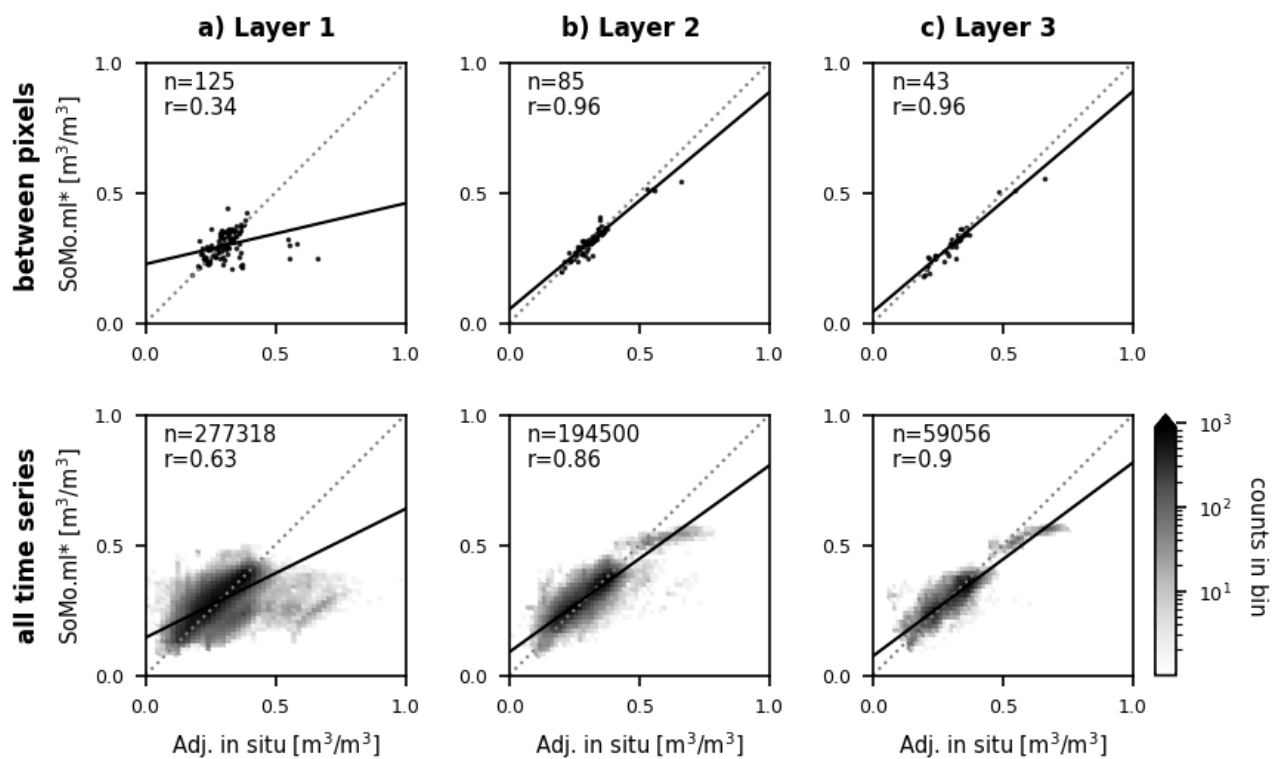 a) Layer 1
b) Layer 2
c) Layer 3
between pixels
SoMo.ml* [m³/m³]
1.0
0.5
0.0
n=125
r=0.34
0.0 0.5 1.0
1.0
0.5
0.0
n=85
r=0.96
0.0 0.5 1.0
1.0
0.5
0.0
n=43
r=0.96
0.0 0.5 1.0
all time series
SoMo.ml* [m³/m³]
1.0
0.5
0.0
n=277318
r=0.63
0.0 0.5 1.0
Adj. in situ [m³/m³]
1.0
0.5
0.0
n=194500
r=0.86
0.0 0.5 1.0
Adj. in situ [m³/m³]
1.0
0.5
0.0
n=59056
r=0.9
0.0 0.5 1.0
Adj. in situ [m³/m³]
10³
10²
10¹
counts in bin